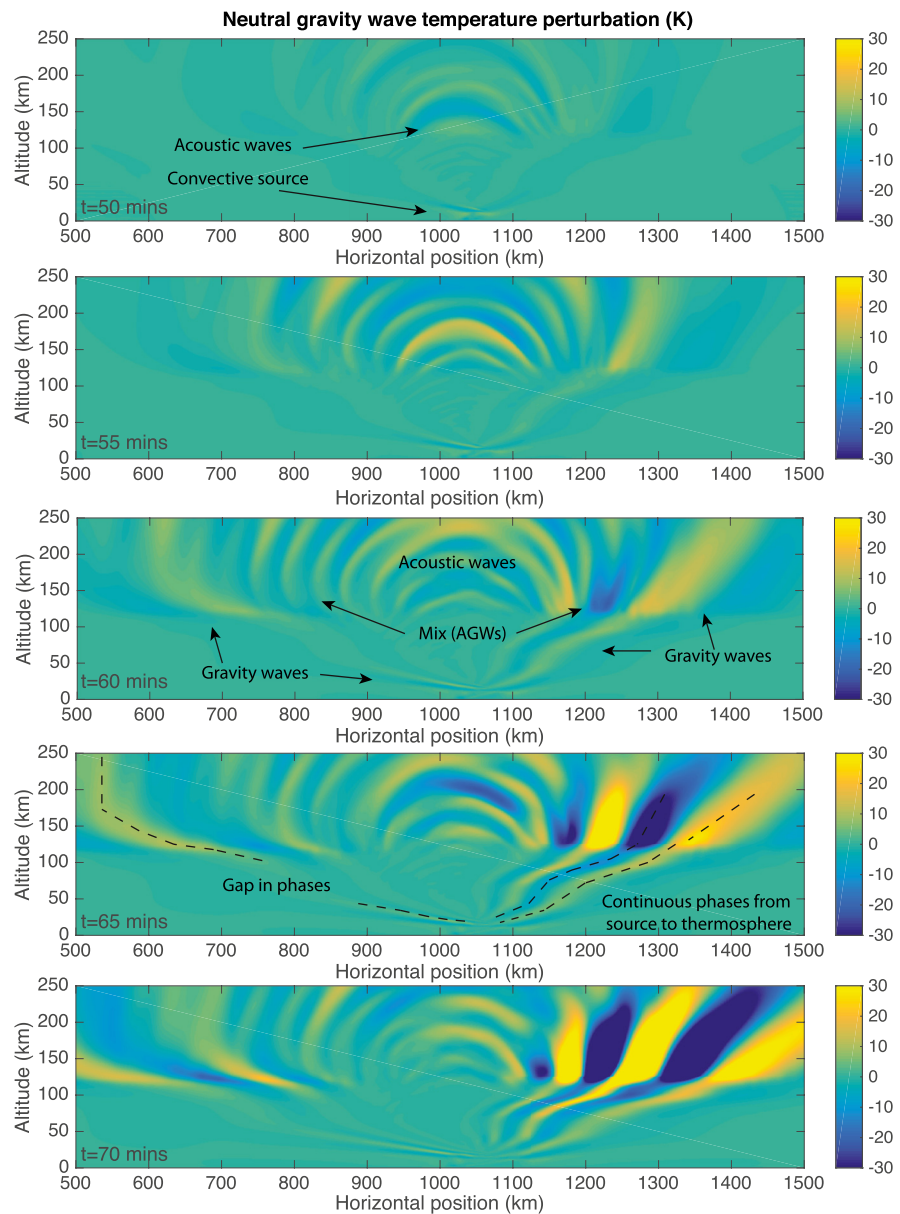 Neutral gravity wave temperature perturbation (K)
250
200
150
100
50
0
Altitude (km)
Acoustic waves
Convective source
t=50 mins
500 600 700 800 900 1000 1100 1200 1300 1400 1500
Horizontal position (km)
30
20
10
0
-10
-20
-30
250
200
150
100
50
0
Altitude (km)
t=55 mins
500 600 700 800 900 1000 1100 1200 1300 1400 1500
Horizontal position (km)
30
20
10
0
-10
-20
-30
250
200
150
100
50
0
Altitude (km)
Acoustic waves
Mix (AGWs)
Gravity waves
Gravity waves
t=60 mins
500 600 700 800 900 1000 1100 1200 1300 1400 1500
Horizontal position (km)
30
20
10
0
-10
-20
-30
250
200
150
100
50
0
Altitude (km)
Gap in phases
Continuous phases from
source to thermosphere
t=65 mins
500 600 700 800 900 1000 1100 1200 1300 1400 1500
Horizontal position (km)
30
20
10
0
-10
-20
-30
250
200
150
100
50
0
Altitude (km)
t=70 mins
500 600 700 800 900 1000 1100 1200 1300 1400 1500
Horizontal position (km)
30
20
10
0
-10
-20
-30